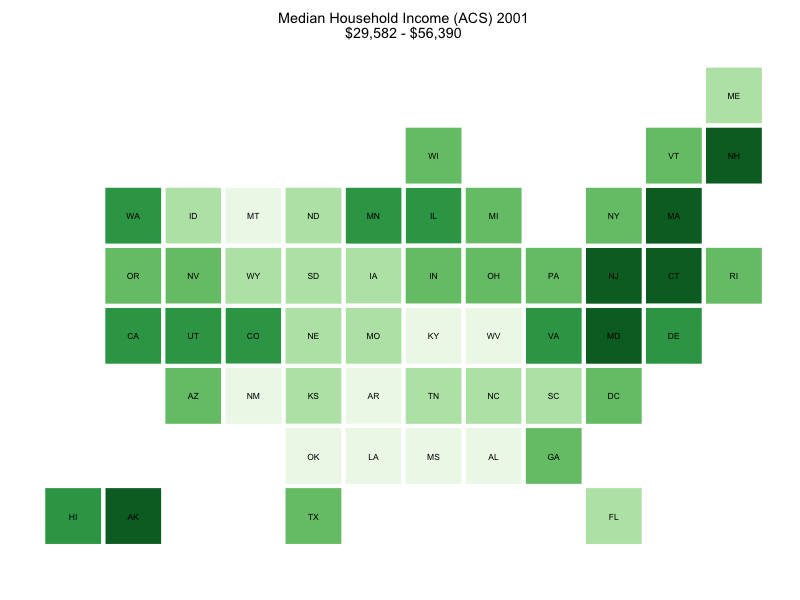 Median Household Income (ACS) 2001
$29,582 - $56,390
ME
WI VT NH
WA ID MT ND MN IL MI NY MA
OR NV WY SD IA IN OH PA NJ CT RI
CA UT CO NE MO KY WV VA MD DE
AZ NM KS AR TN NC SC DC
OK LA MS AL GA
HI AK TX FL